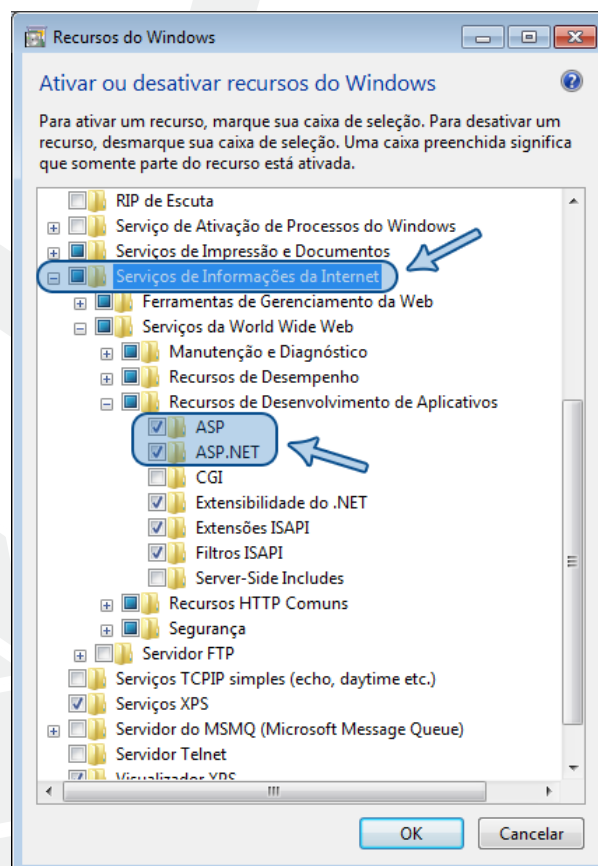 Recursos do Windows
Ativar ou desativar recursos do Windows
Para ativar um recurso, marque sua caixa de seleção. Para desativar um
recurso, desmarque sua caixa de seleção. Uma caixa preenchida significa
que somente parte do recurso está ativada.
RIP de Escuta
Serviço de Ativação de Processos do Windows
Serviços de Impressão e Documentos
Serviços de Informações da Internet
Ferramentas de Gerenciamento da Web
Serviços da World Wide Web
Manutenção e Diagnóstico
Recursos de Desempenho
Recursos de Desenvolvimento de Aplicativos
ASP
ASP.NET
CGI
Extensibilidade do .NET
Extensões ISAPI
Filtros ISAPI
Server-Side Includes
Recursos HTTP Comuns
Segurança
Servidor FTP
Serviços TCPIP simples (echo, daytime etc.)
Serviços XPS
Servidor do MSMQ (Microsoft Message Queue)
Servidor Telnet
Visualizador XPS
OK
Cancelar